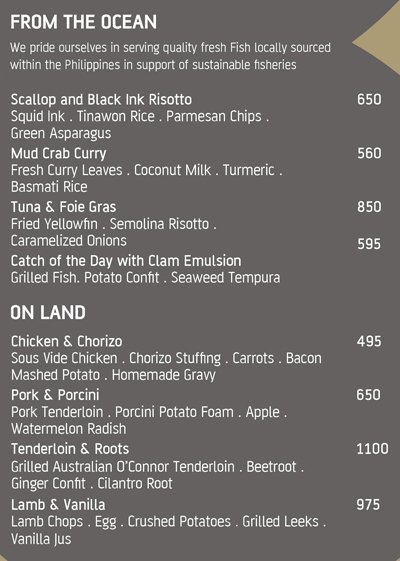 FROM THE OCEAN
We pride ourselves in serving quality fresh Fish locally sourced
within the Philippines in support of sustainable fisheries
Scallop and Black Ink Risotto 650
Squid Ink . Tinawon Rice . Parmesan Chips .
Green Asparagus
Mud Crab Curry 560
Fresh Curry Leaves . Coconut Milk . Turmeric .
Basmati Rice
Tuna & Foie Gras 850
Fried Yellowfin . Semolina Risotto .
Caramelized Onions 595
Catch of the Day with Clam Emulsion
Grilled Fish. Potato Confit . Seaweed Tempura
ON LAND
Chicken & Chorizo 495
Sous Vide Chicken . Chorizo Stuffing . Carrots . Bacon
Mashed Potato . Homemade Gravy
Pork & Porcini 650
Pork Tenderloin . Porcini Potato Foam . Apple .
Watermelon Radish
Tenderloin & Roots 1100
Grilled Australian O'Connor Tenderloin . Beetroot .
Ginger Confit . Cilantro Root
Lamb & Vanilla 975
Lamb Chops . Egg . Crushed Potatoes . Grilled Leeks .
Vanilla Jus